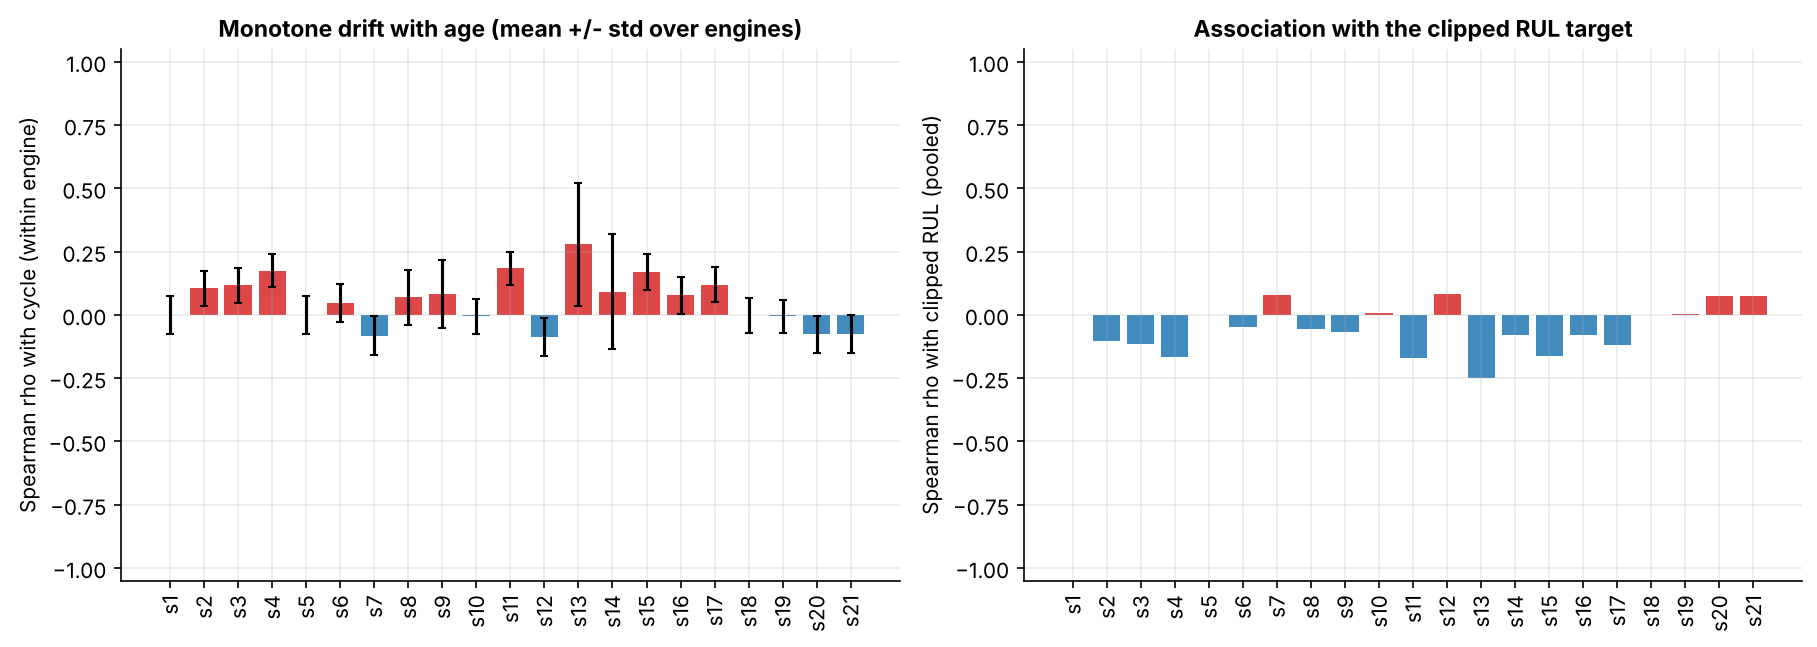 Monotone drift with age (mean +/- std over engines)
Spearman rho with cycle (within engine)
1.00
0.75
0.50
0.25
0.00
−0.25
−0.50
−0.75
−1.00
s1
s2
s3
s4
s5
s6
s7
s8
s9
s10
s11
s12
s13
s14
s15
s16
s17
s18
s19
s20
s21
Association with the clipped RUL target
Spearman rho with clipped RUL (pooled)
1.00
0.75
0.50
0.25
0.00
−0.25
−0.50
−0.75
−1.00
s1
s2
s3
s4
s5
s6
s7
s8
s9
s10
s11
s12
s13
s14
s15
s16
s17
s18
s19
s20
s21